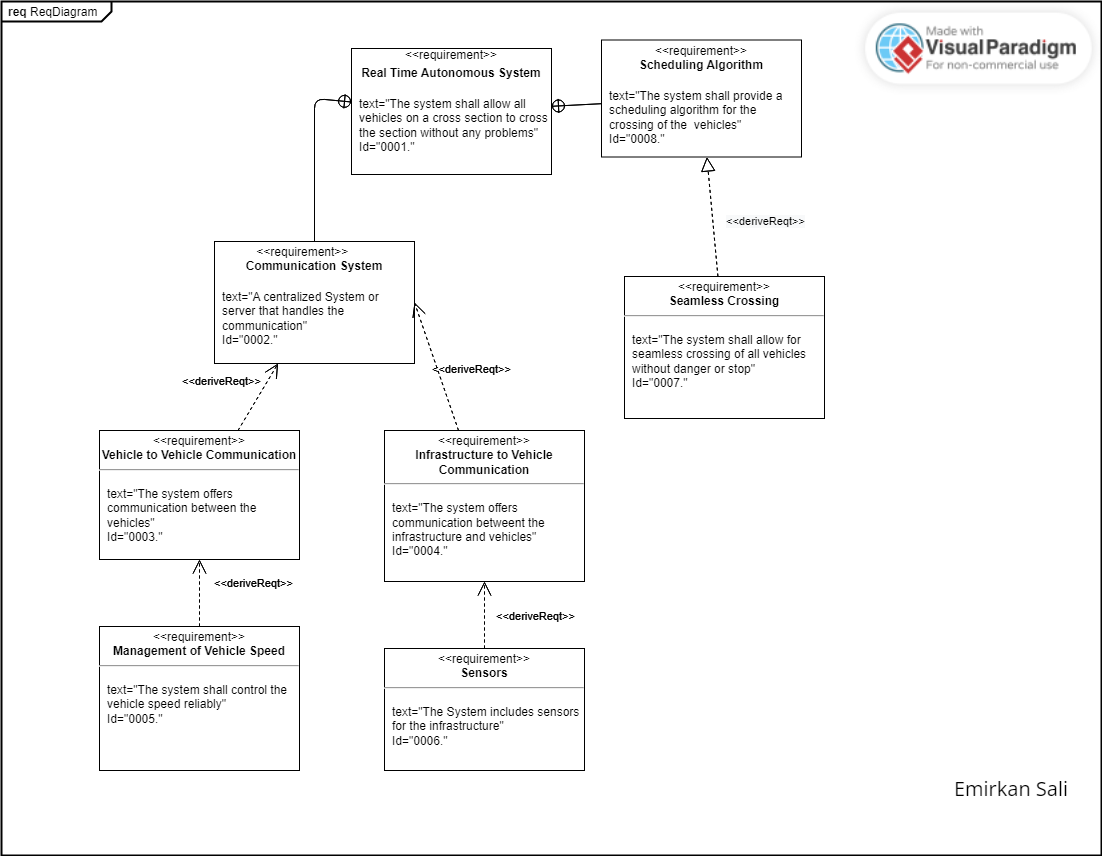 req ReqDiagram
Made with
Visual Paradigm
For non-commercial use
<<requirement>>
Real Time Autonomous System
text="The system shall allow all
vehicles on a cross section to cross
the section without any problems"
Id="0001."
<<requirement>>
Scheduling Algorithm
text="The system shall provide a
scheduling algorithm for the
crossing of the vehicles"
Id="0008."
<<deriveReqt>>
<<requirement>>
Communication System
text="A centralized System or
server that handles the
communication"
Id="0002."
<<requirement>>
Seamless Crossing
text="The system shall allow for
seamless crossing of all vehicles
without danger or stop"
Id="0007."
<<deriveReqt>>
<<deriveReqt>>
<<requirement>>
Vehicle to Vehicle Communication
text="The system offers
communication between the
vehicles"
Id="0003."
<<requirement>>
Infrastructure to Vehicle
Communication
text="The system offers
communication betweent the
infrastructure and vehicles"
Id="0004."
<<deriveReqt>>
<<deriveReqt>>
<<requirement>>
Management of Vehicle Speed
text="The system shall control the
vehicle speed reliably"
Id="0005."
<<requirement>>
Sensors
text="The System includes sensors
for the infrastructure"
Id="0006."
Emirkan Sali